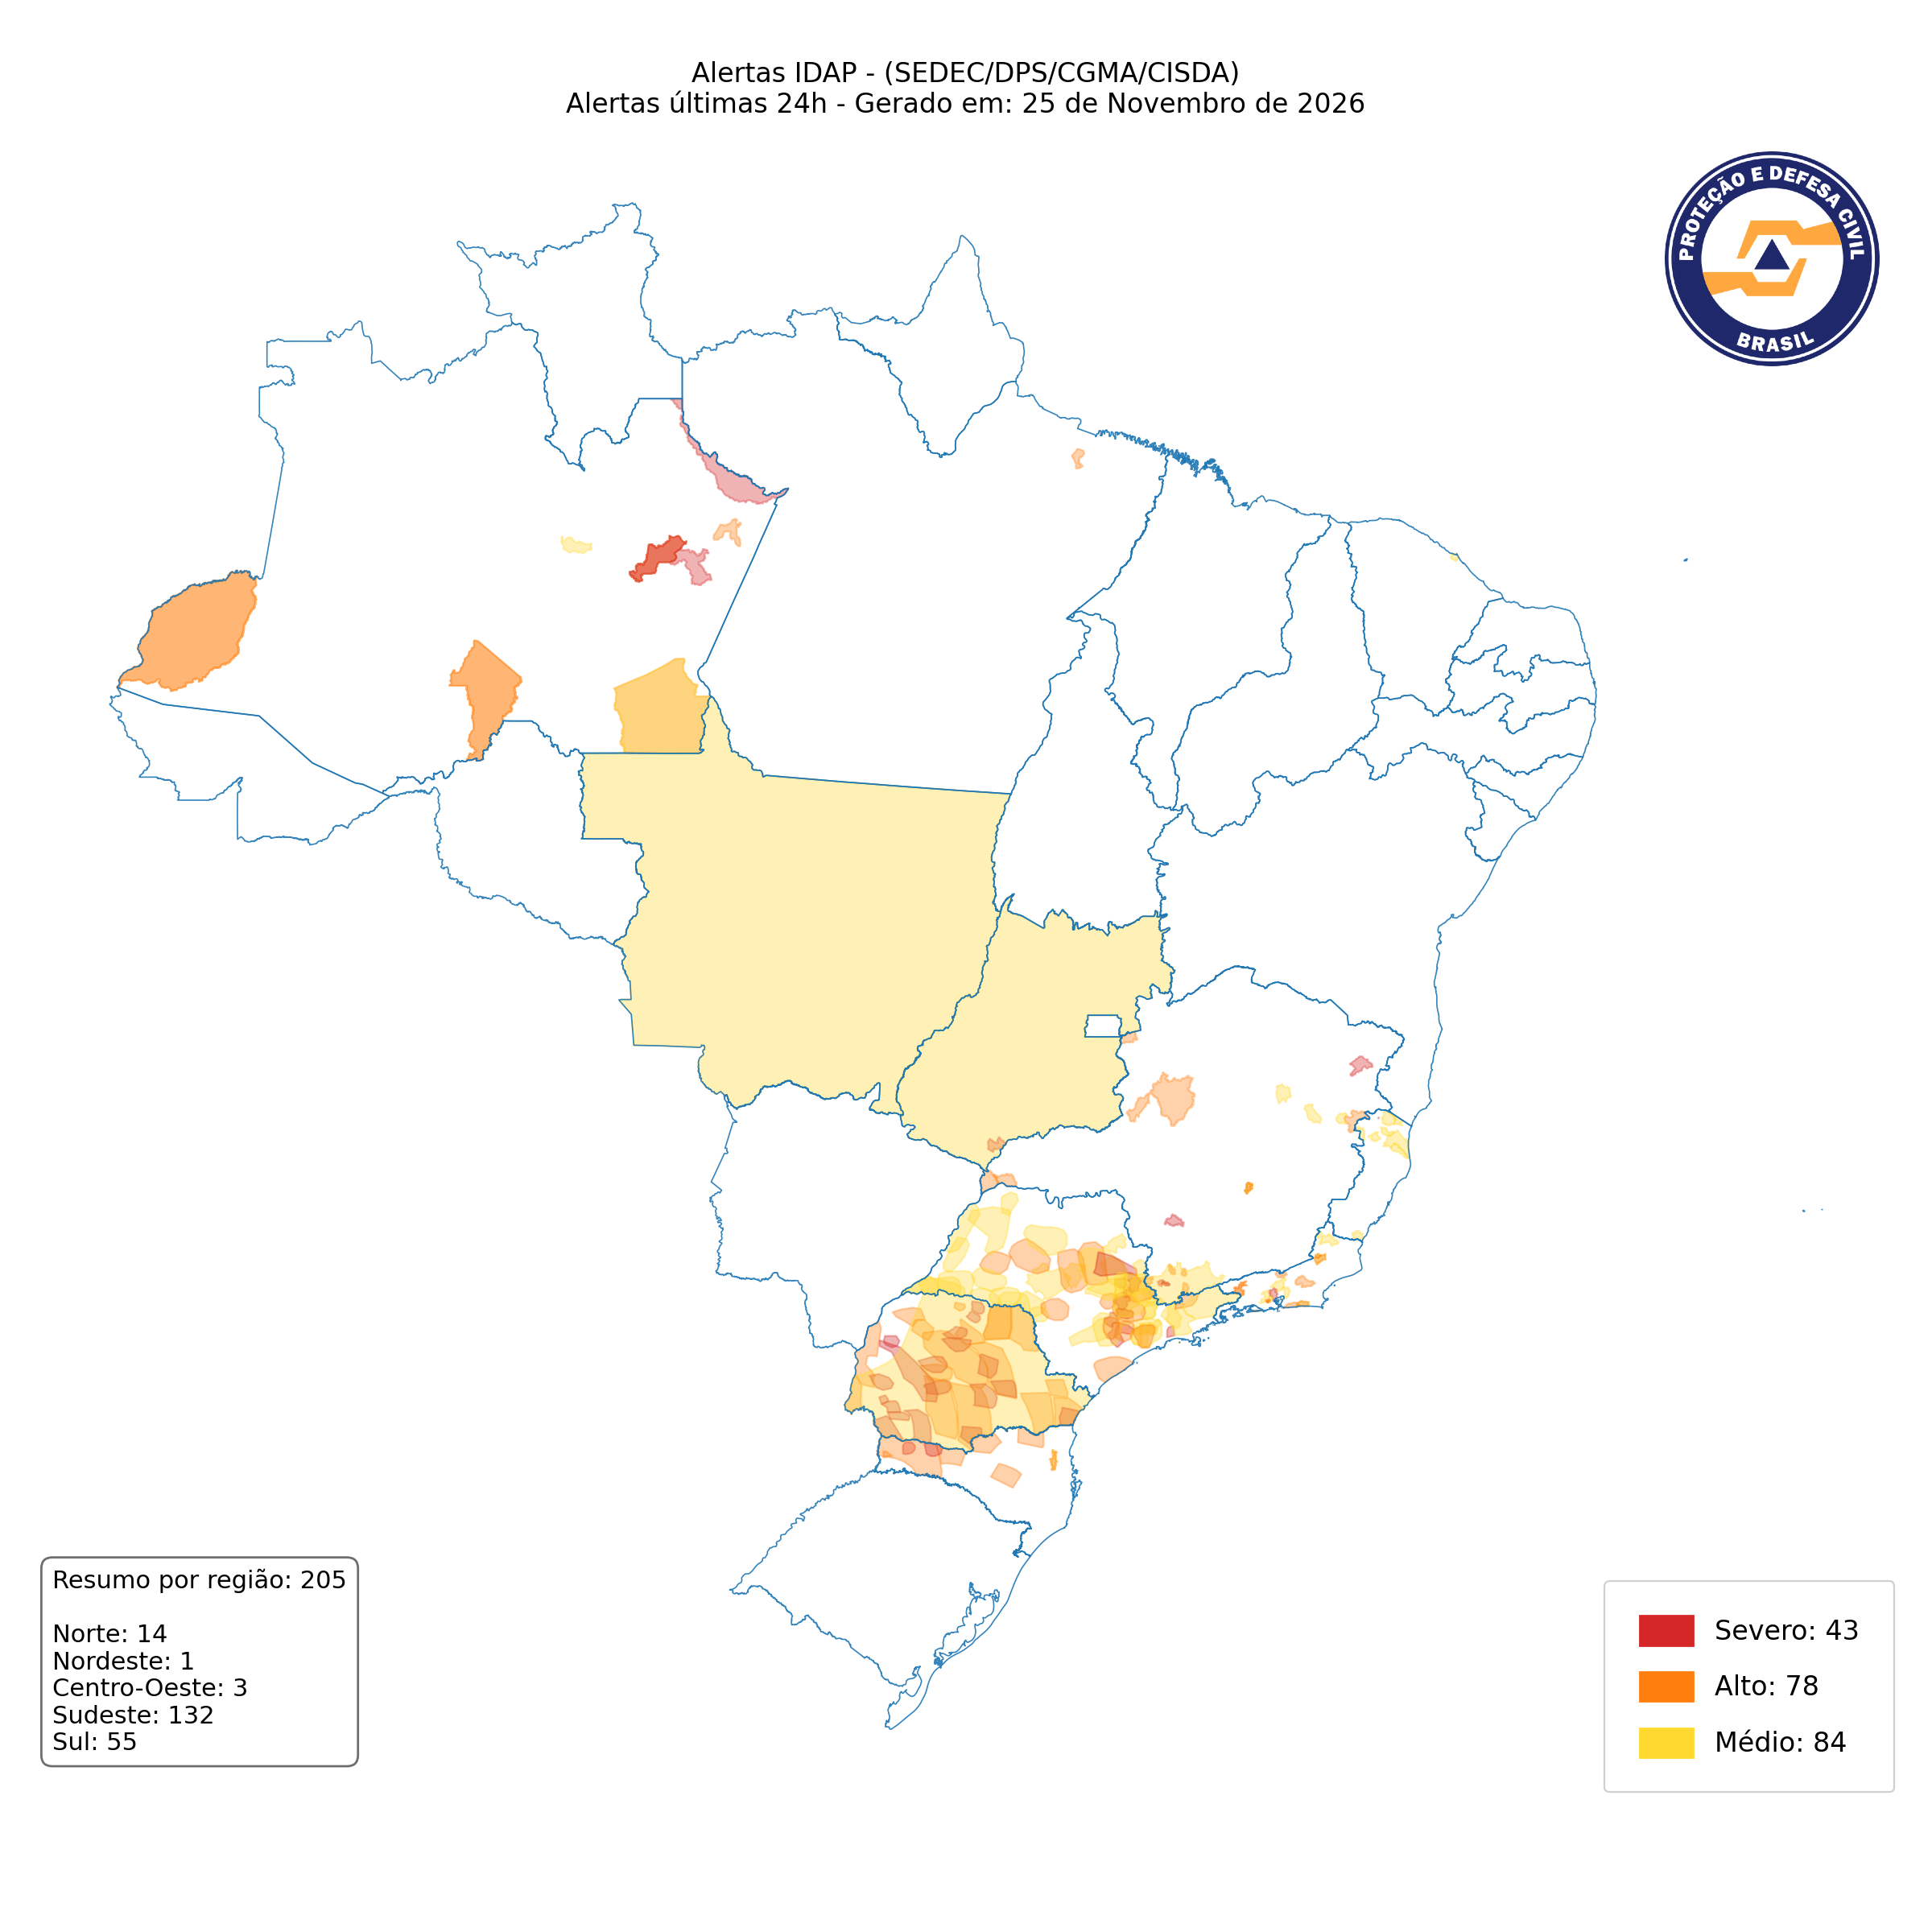 Alertas IDAP - (SEDEC/DPS/CGMA/CISDA)
Alertas últimas 24h - Gerado em: 25 de Novembro de 2026
PROTEÇÃO E DEFESA CIVIL
BRASIL
Resumo por região: 205
Norte: 14
Nordeste: 1
Centro-Oeste: 3
Sudeste: 132
Sul: 55
Severo: 43
Alto: 78
Médio: 84